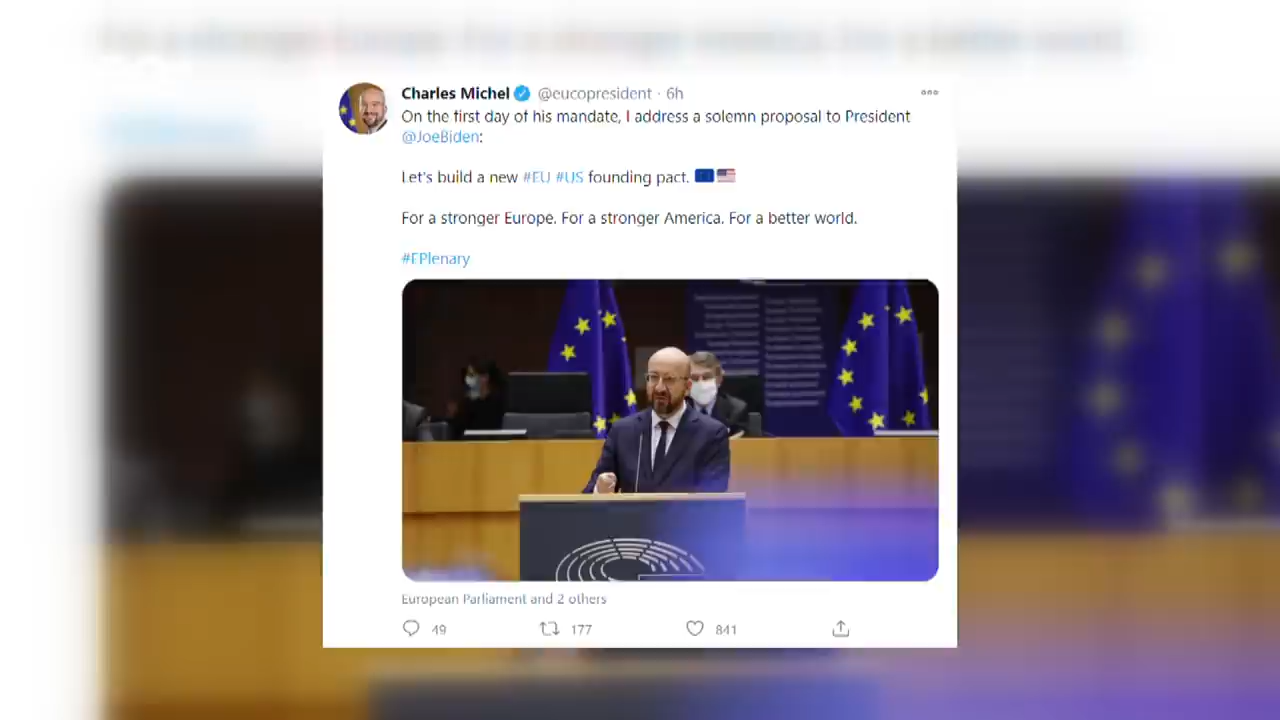 Charles Michel @eucopresident · 6h
On the first day of his mandate, I address a solemn proposal to President
@JoeBiden:
Let's build a new #EU #US founding pact.
For a stronger Europe. For a stronger America. For a better world.
#EPlenary
European Parliament and 2 others
49 177 841